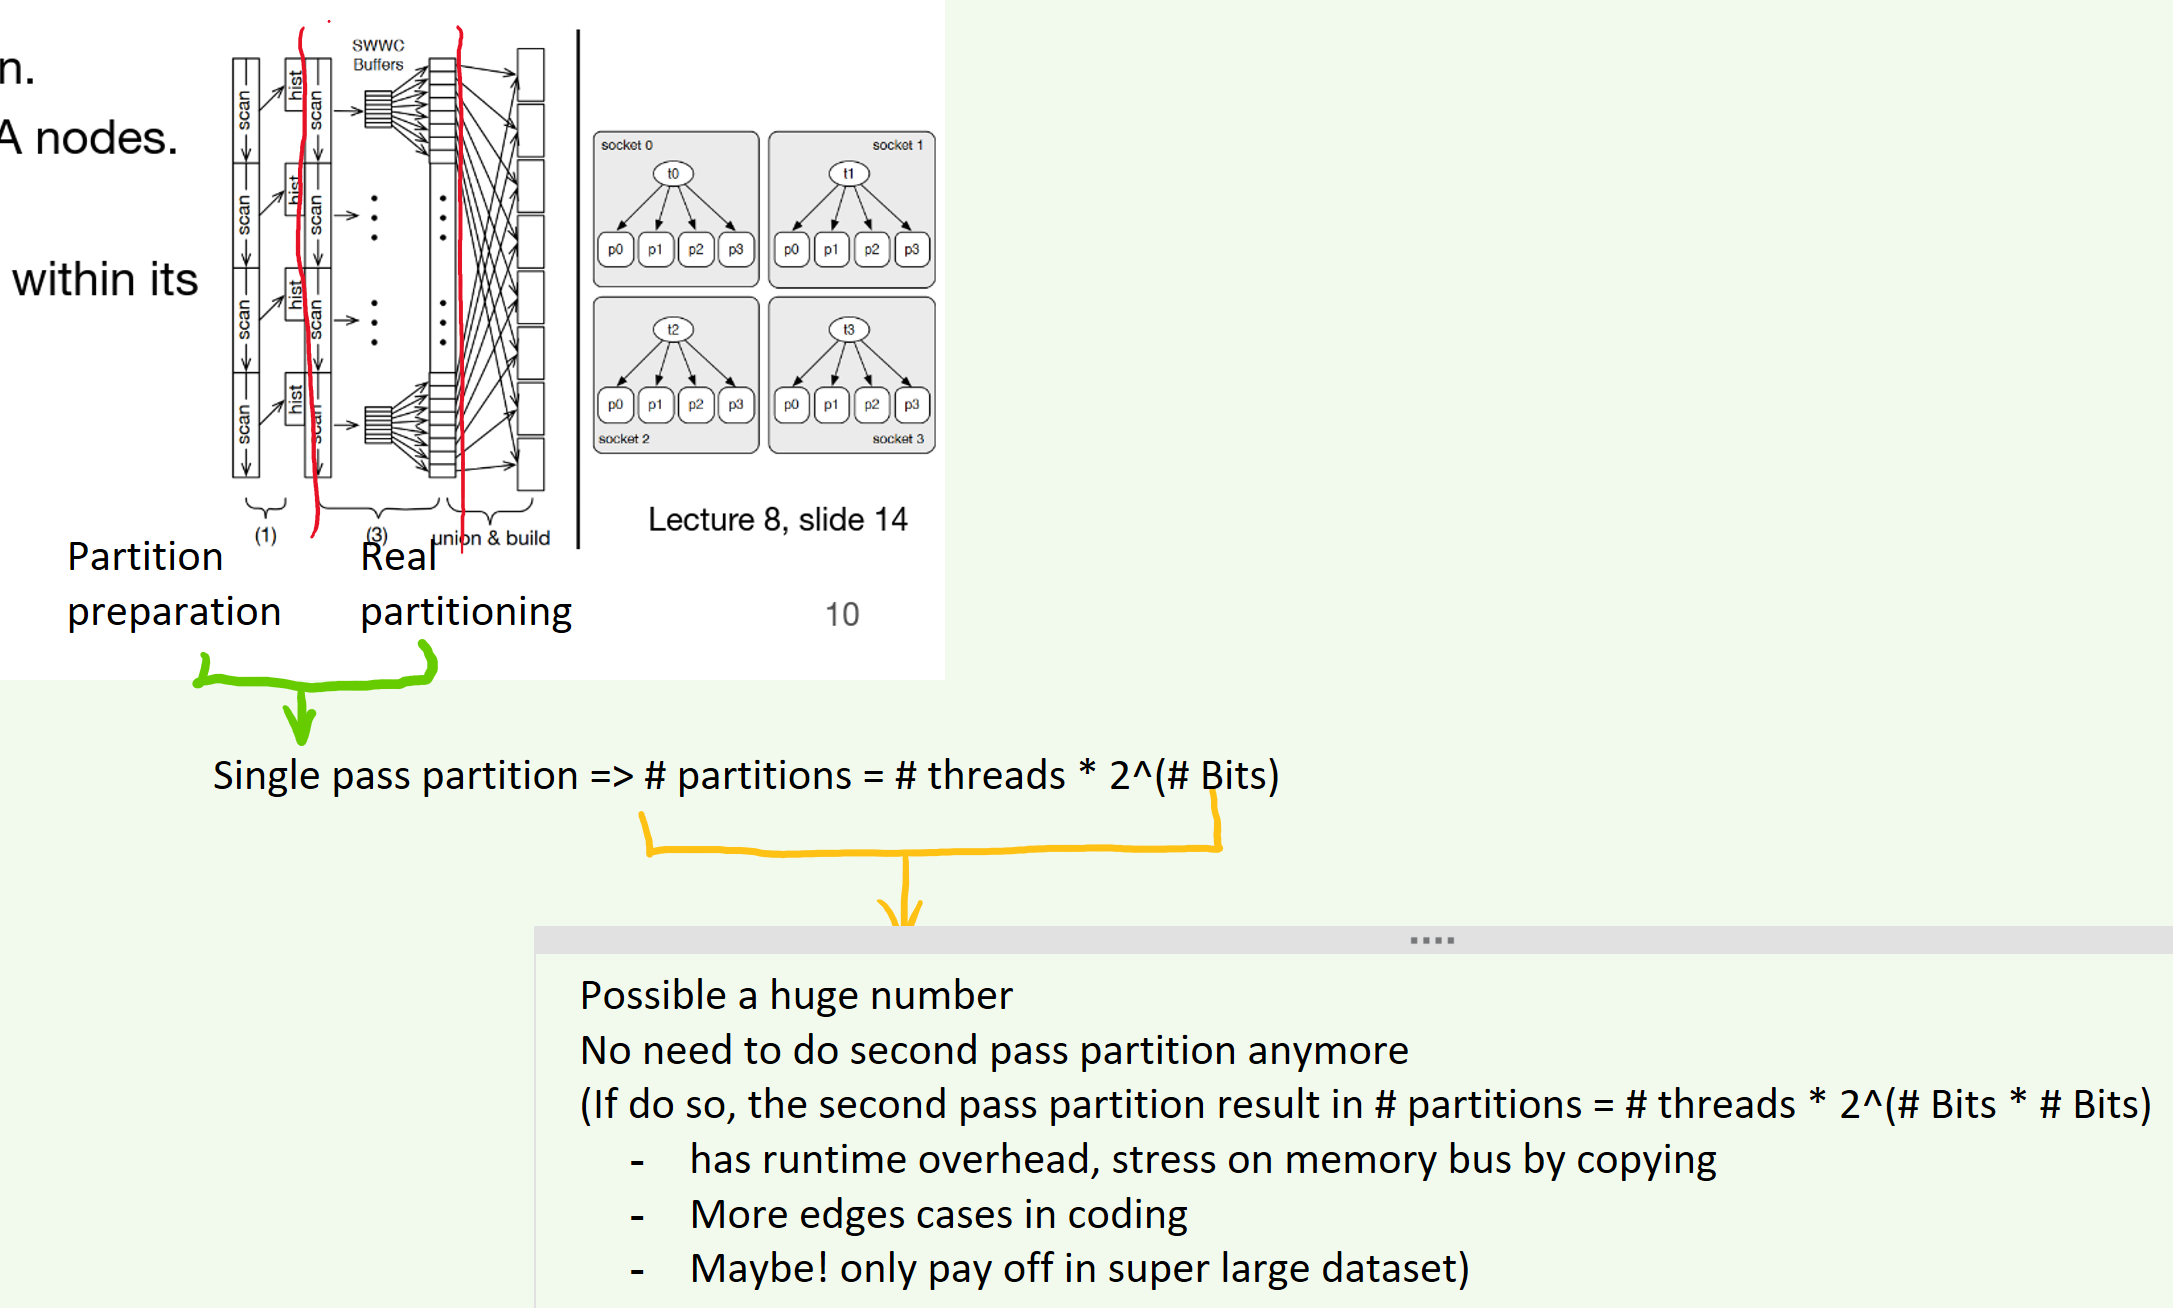 n.
A nodes.
within its
SWWC
Buffers
scan
hist
scan
scan
hist
scan
scan
hist
scan
scan
hist
scan
(1)
(3)
union & build
socket 0
t0
p0 p1 p2 p3
socket 1
t1
p0 p1 p2 p3
t2
p0 p1 p2 p3
socket 2
t3
p0 p1 p2 p3
socket 3
Lecture 8, slide 14
Partition
preparation
Real
partitioning
10
Single pass partition => # partitions = # threads * 2^(# Bits)
Possible a huge number
No need to do second pass partition anymore
(If do so, the second pass partition result in # partitions = # threads * 2^(# Bits * # Bits)
- has runtime overhead, stress on memory bus by copying
- More edges cases in coding
- Maybe! only pay off in super large dataset)